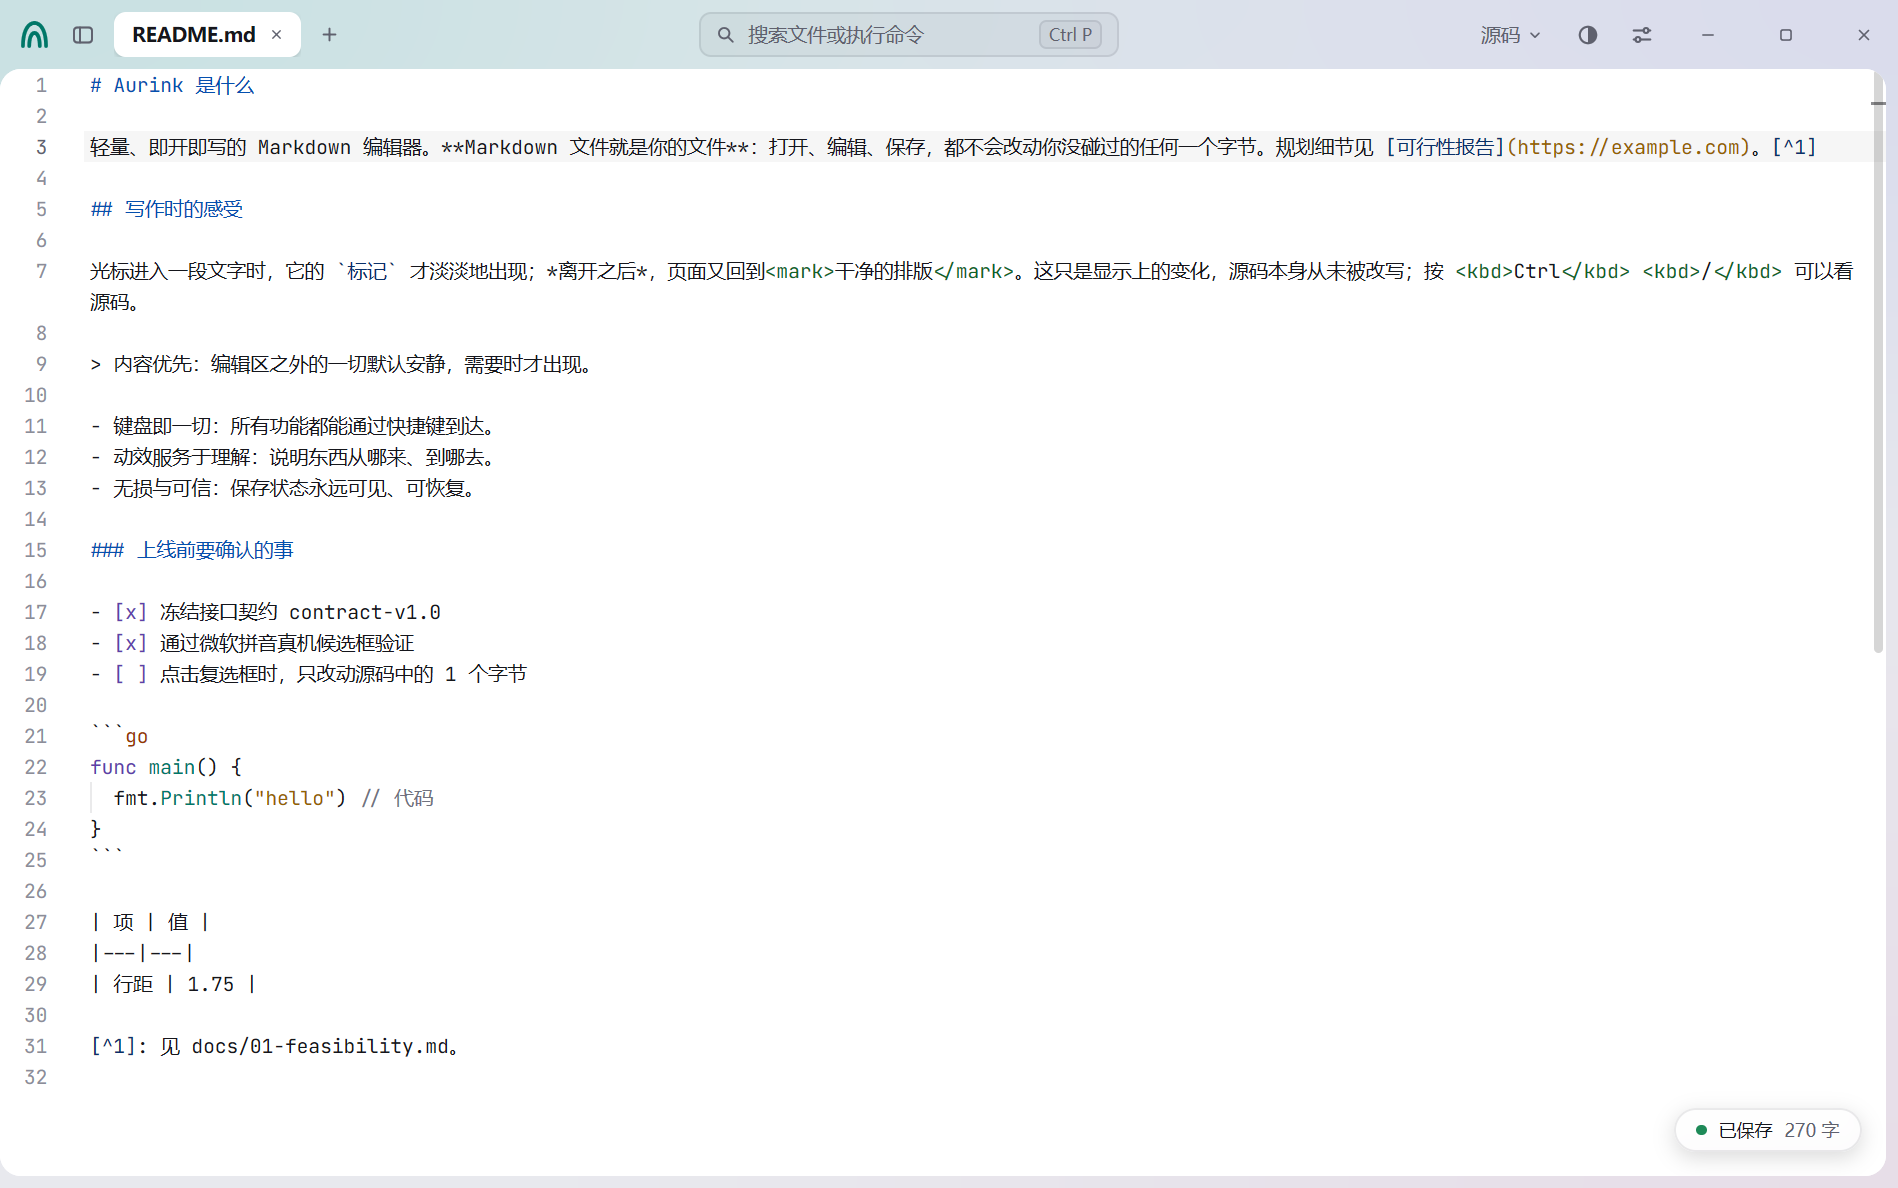 README.md × +
搜索文件或执行命令 Ctrl P
源码
1 # Aurink 是什么
2
3 轻量、即开即写的 Markdown 编辑器。**Markdown 文件就是你的文件**：打开、编辑、保存，都不会改动你没碰过的任何一个字节。规划细节见 [可行性报告](https://example.com)。[^1]
4
5 ## 写作时的感受
6
7 光标进入一段文字时，它的 `标记` 才淡淡地出现；*离开之后*，页面又回到<mark>干净的排版</mark>。这只是显示上的变化，源码本身从未被改写；按 <kbd>Ctrl</kbd> <kbd>/</kbd> 可以看
源码。
8
9 > 内容优先：编辑区之外的一切默认安静，需要时才出现。
10
11 - 键盘即一切：所有功能都能通过快捷键到达。
12 - 动效服务于理解：说明东西从哪来、到哪去。
13 - 无损与可信：保存状态永远可见、可恢复。
14
15 ### 上线前要确认的事
16
17 - [x] 冻结接口契约 contract-v1.0
18 - [x] 通过微软拼音真机候选框验证
19 - [ ] 点击复选框时，只改动源码中的 1 个字节
20
21 ```go
22 func main() {
23   fmt.Println("hello") // 代码
24 }
25 ```
26
27 | 项 | 值 |
28 |---|---|
29 | 行距 | 1.75 |
30
31 [^1]: 见 docs/01-feasibility.md。
32
已保存 270 字